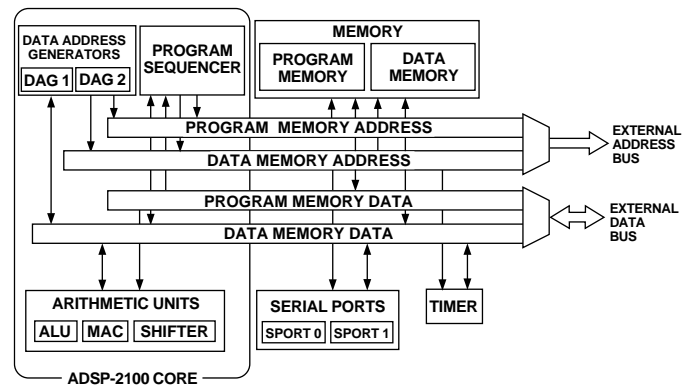 DATA ADDRESS
GENERATORS
DAG 1
DAG 2
PROGRAM
SEQUENCER
MEMORY
PROGRAM
MEMORY
DATA
MEMORY
PROGRAM MEMORY ADDRESS
EXTERNAL
ADDRESS
BUS
DATA MEMORY ADDRESS
PROGRAM MEMORY DATA
EXTERNAL
DATA
BUS
DATA MEMORY DATA
ARITHMETIC UNITS
ALU
MAC
SHIFTER
SERIAL PORTS
SPORT 0
SPORT 1
TIMER
ADSP-2100 CORE